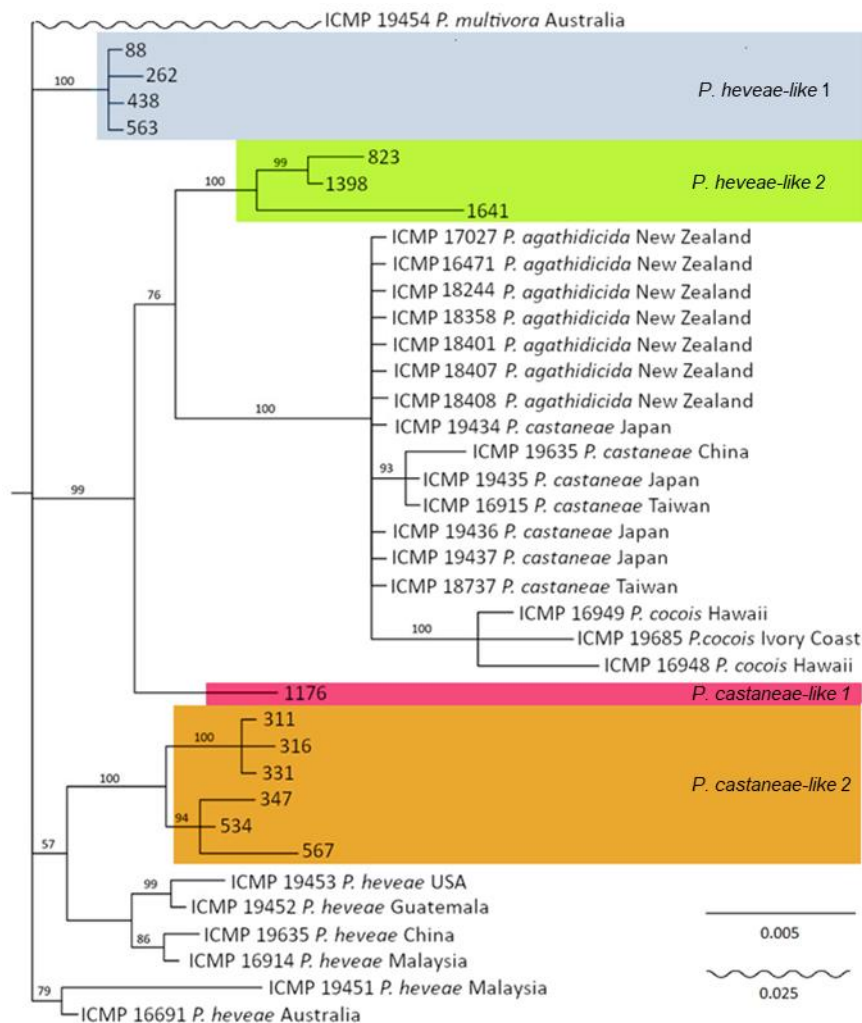 ICMP 19454 P. multivora Australia
88
100
262
P. heveae-like 1
438
563
823
99
1398
P. heveae-like 2
100
1641
ICMP 17027 P. agathidicida New Zealand
ICMP 16471 P. agathidicida New Zealand
ICMP 18244 P. agathidicida New Zealand
76
ICMP 18358 P. agathidicida New Zealand
ICMP 18401 P. agathidicida New Zealand
ICMP 18407 P. agathidicida New Zealand
ICMP 18408 P. agathidicida New Zealand
100
ICMP 19434 P. castaneae Japan
ICMP 19635 P. castaneae China
93
ICMP 19435 P. castaneae Japan
99
ICMP 16915 P. castaneae Taiwan
ICMP 19436 P. castaneae Japan
ICMP 19437 P. castaneae Japan
ICMP 18737 P. castaneae Taiwan
ICMP 16949 P. cocois Hawaii
100
ICMP 19685 P.cocois Ivory Coast
ICMP 16948 P. cocois Hawaii
1176
P. castaneae-like 1
311
100
316
331
100
P. castaneae-like 2
347
94
534
567
57
ICMP 19453 P. heveae USA
99
ICMP 19452 P. heveae Guatemala
ICMP 19635 P. heveae China
0.005
86
ICMP 16914 P. heveae Malaysia
ICMP 19451 P. heveae Malaysia
79
0.025
ICMP 16691 P. heveae Australia